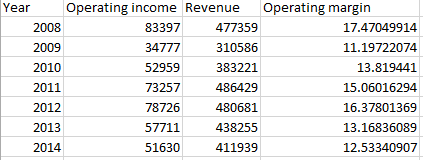 Year Operating income Revenue Operating margin
2008 83397 477359 17.47049914
2009 34777 310586 11.19722074
2010 52959 383221 13.819441
2011 73257 486429 15.06016294
2012 78726 480681 16.37801369
2013 57711 438255 13.16836089
2014 51630 411939 12.53340907